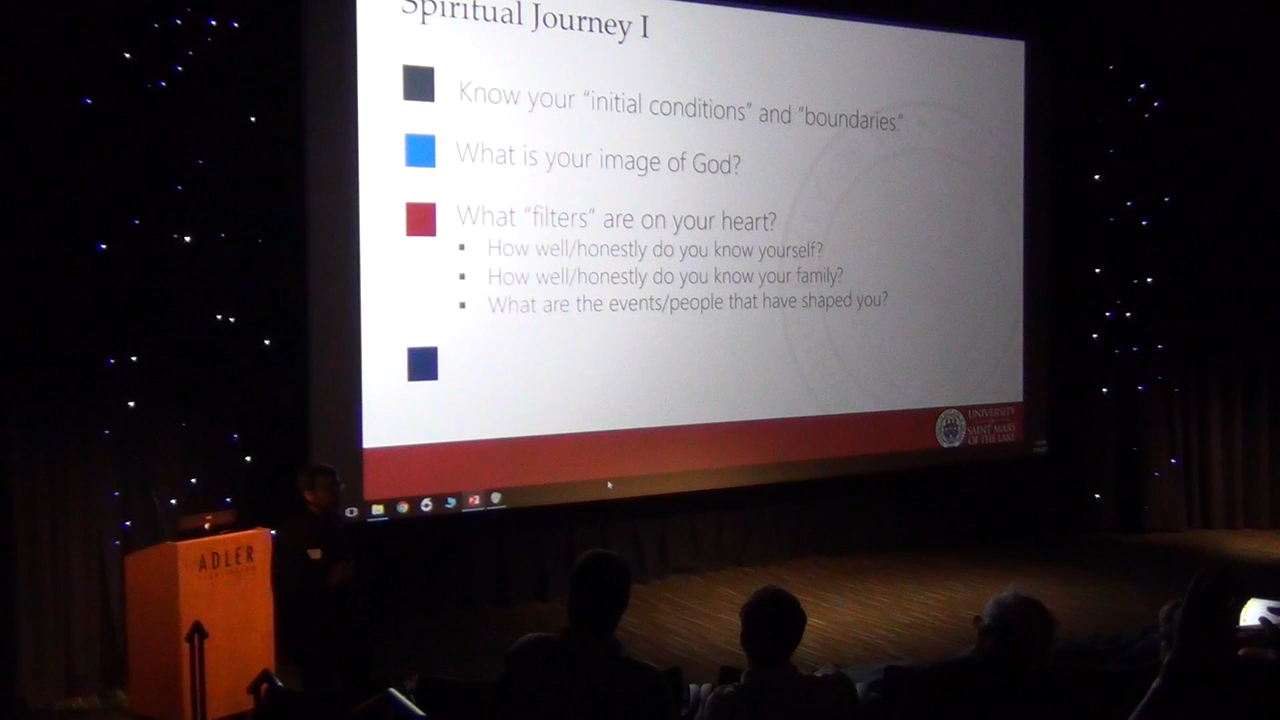 Spiritual Journey I
Know your “initial conditions” and “boundaries.”
What is your image of God?
What “filters” are on your heart?
▪ How well/honestly do you know yourself?
▪ How well/honestly do you know your family?
▪ What are the events/people that have shaped you?
UNIVERSITY
SAINT MARY
OF THE LAKE
ADLER
PLANETARIUM